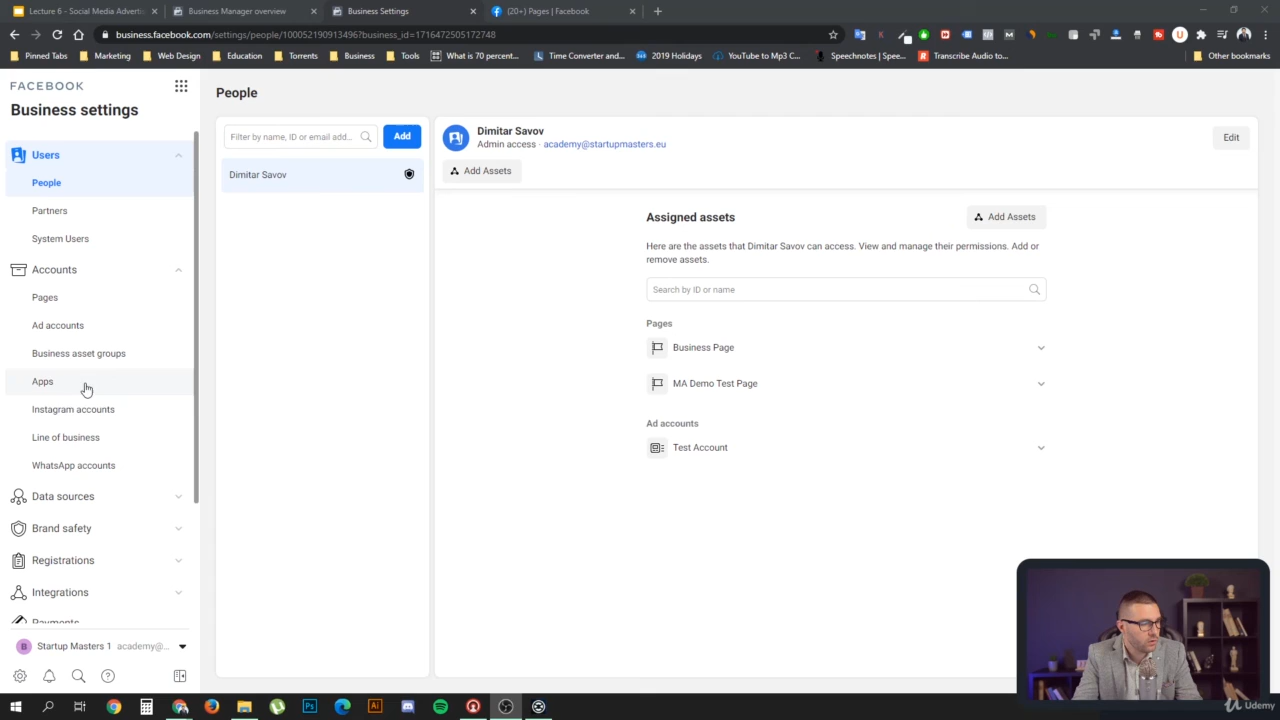 Lecture 6 - Social Media Adverti
Business Manager overview
Business Settings
(20+) Pages | Facebook
business.facebook.com/settings/people/100052190913496?business_id=1716472505172748
Pinned Tabs
Marketing
Web Design
Education
Torrents
Business
Tools
What is 70 percent...
Time Converter and...
2019 Holidays
YouTube to Mp3 C...
Speechnotes | Spee...
Transcribe Audio to...
Other bookmarks
FACEBOOK
Business settings
Users
People
Partners
System Users
Accounts
Pages
Ad accounts
Business asset groups
Apps
Instagram accounts
Line of business
WhatsApp accounts
Data sources
Brand safety
Registrations
Integrations
Payments
Startup Masters 1 academy@...
People
Filter by name, ID or email add...
Add
Dimitar Savov
Dimitar Savov
Admin access · academy@startupmasters.eu
Edit
Add Assets
Assigned assets
Add Assets
Here are the assets that Dimitar Savov can access. View and manage their permissions. Add or
remove assets.
Search by ID or name
Pages
Business Page
MA Demo Test Page
Ad accounts
Test Account
Udemy